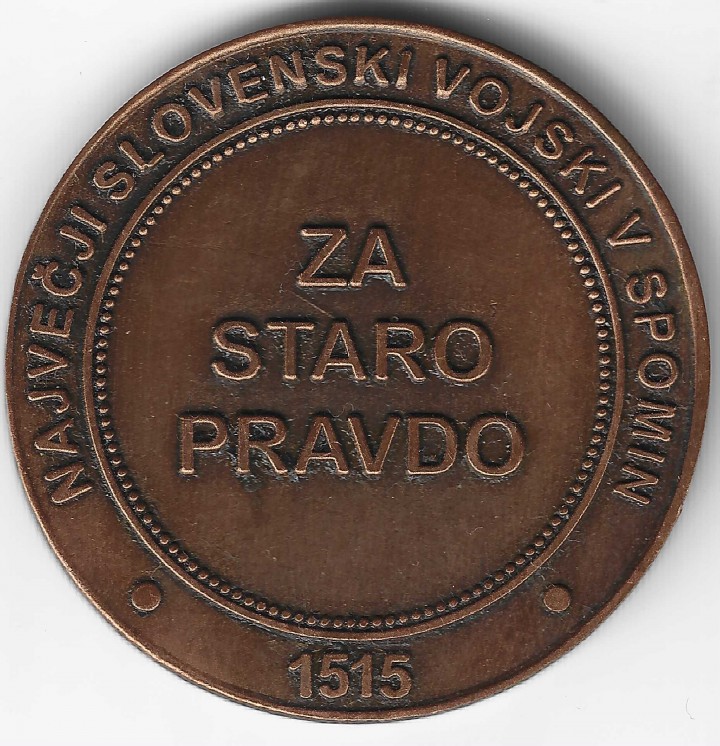 NAJVEČJI SLOVENSKI VOJSKI V SPOMIN
ZA
STARO
PRAVDO
1515